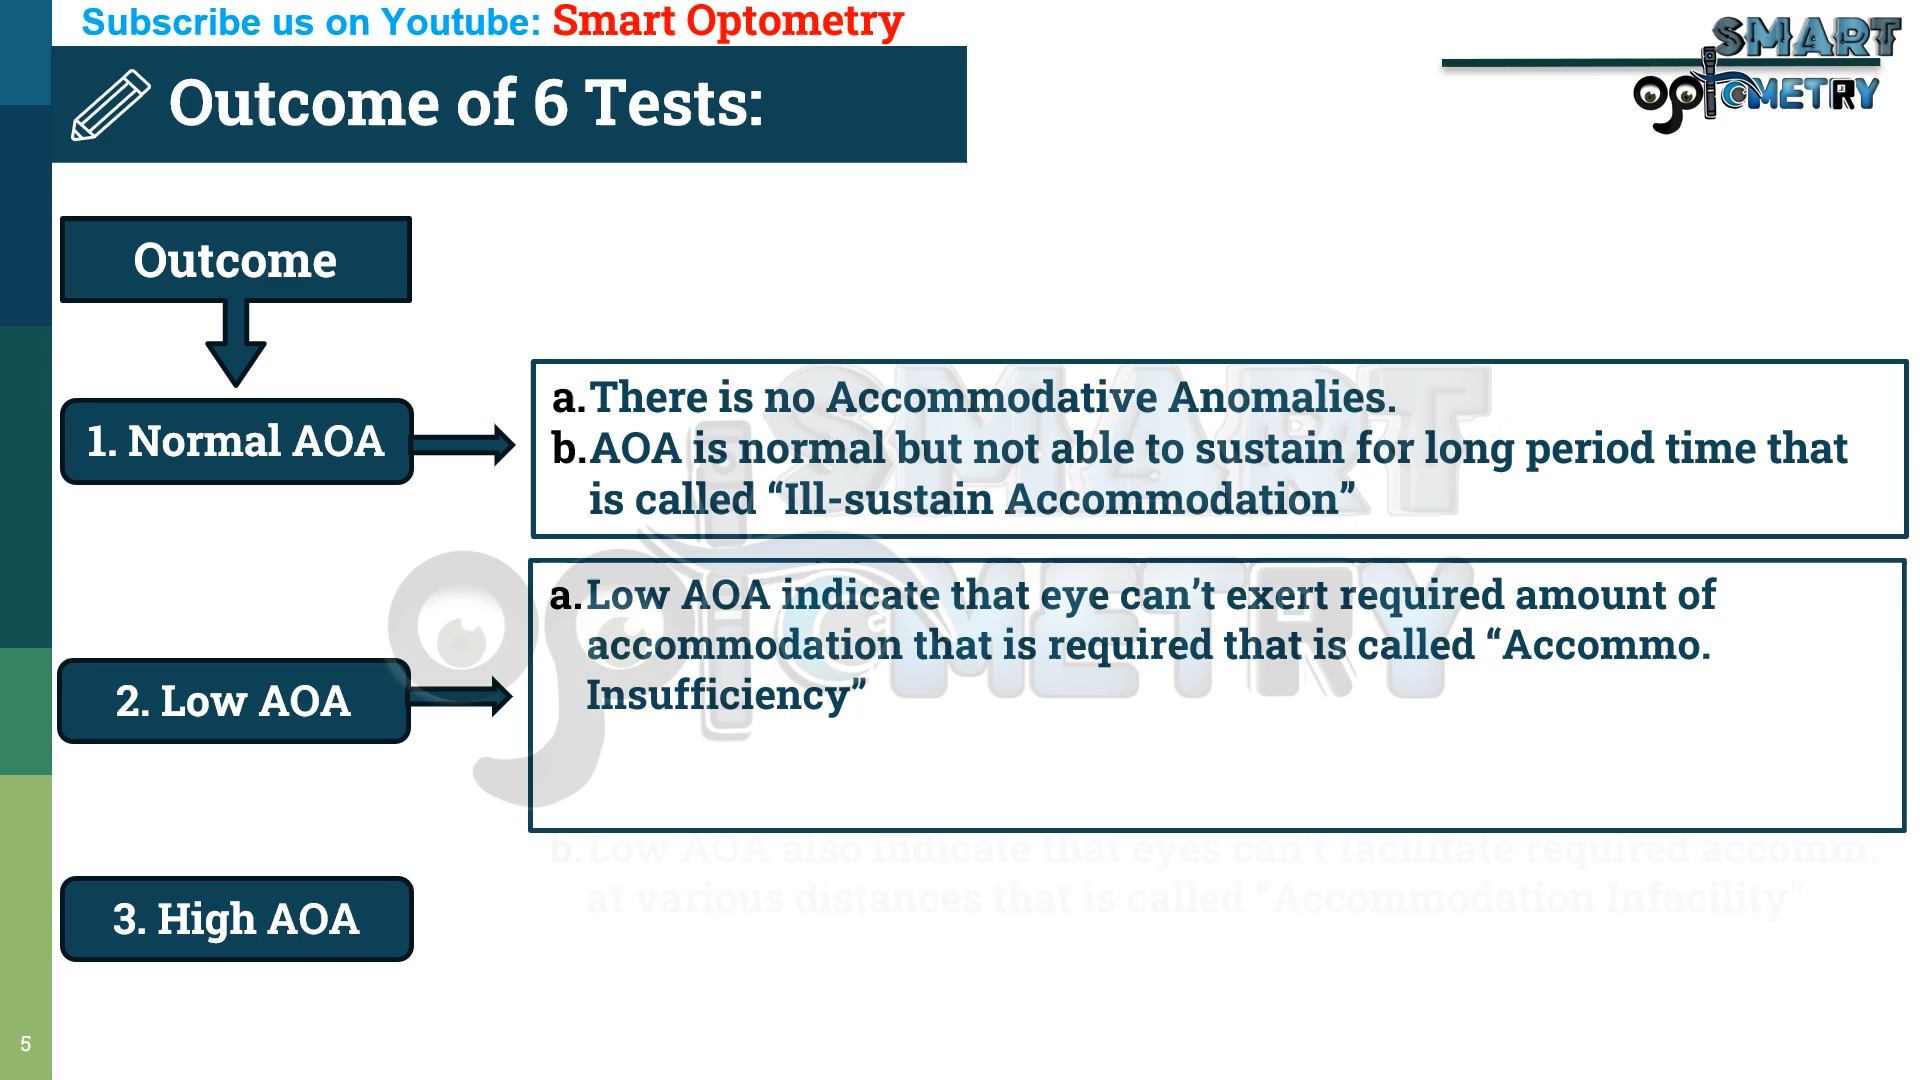 Subscribe us on Youtube: Smart Optometry
SMART
OPTOMETRY
Outcome of 6 Tests:
Outcome
1. Normal AOA
a. There is no Accommodative Anomalies.
b. AOA is normal but not able to sustain for long period time that
is called “Ill-sustain Accommodation”
2. Low AOA
a. Low AOA indicate that eye can’t exert required amount of
accommodation that is required that is called “Accommo.
Insufficiency”
b. Low AOA also indicate that eyes can’t facilitate required accomm.
at various distances that is called “Accommodation Infacility”
3. High AOA
SMART
OPTOMETRY
5